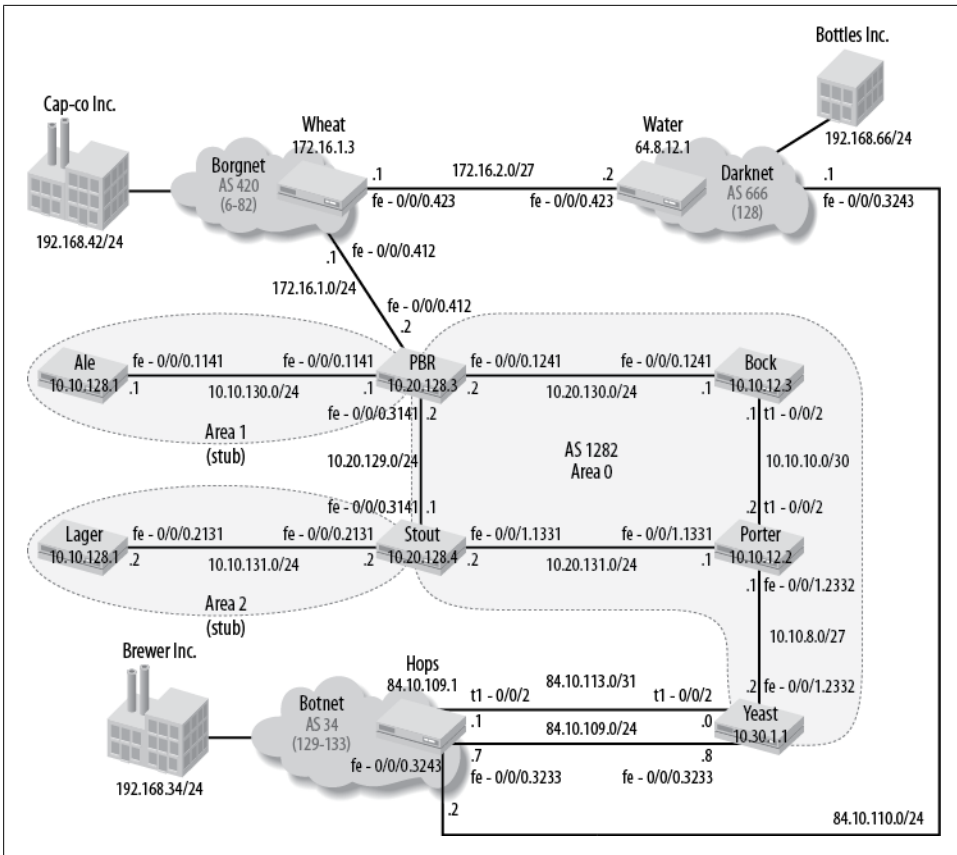 Bottles Inc.
Cap-co Inc.
Wheat
172.16.1.3
Water
64.8.12.1
192.168.66/24
Borgnet
AS 420
(6-82)
.1
172.16.2.0/27
.2
Darknet
AS 666
(128)
.1
fe - 0/0/0.423
fe - 0/0/0.423
fe - 0/0/0.3243
192.168.42/24
.1
fe - 0/0/0.412
172.16.1.0/24
fe - 0/0/0.412
.2
Ale
10.10.128.1
fe - 0/0/0.1141
fe - 0/0/0.1141
PBR
10.20.128.3
fe - 0/0/0.1241
fe - 0/0/0.1241
Bock
10.10.12.3
.1
10.10.130.0/24
.1
.2
10.20.130.0/24
.1
fe - 0/0/0.3141
.2
.1
t1 - 0/0/2
Area 1
(stub)
10.20.129.0/24
AS 1282
Area 0
10.10.10.0/30
fe - 0/0/0.3141
.1
.2
t1 - 0/0/2
Lager
10.10.128.1
fe - 0/0/0.2131
fe - 0/0/0.2131
Stout
10.20.128.4
fe - 0/0/1.1331
fe - 0/0/1.1331
Porter
10.10.12.2
.2
10.10.131.0/24
.2
.2
10.20.131.0/24
.1
.1
fe - 0/0/1.2332
Area 2
(stub)
10.10.8.0/27
Brewer Inc.
Hops
84.10.109.1
84.10.113.0/31
.2
fe - 0/0/1.2332
t1 - 0/0/2
t1 - 0/0/2
Yeast
10.30.1.1
Botnet
AS 34
(129-133)
.1
84.10.109.0/24
.0
fe - 0/0/0.3243
.7
.8
fe - 0/0/0.3233
fe - 0/0/0.3233
192.168.34/24
.2
84.10.110.0/24